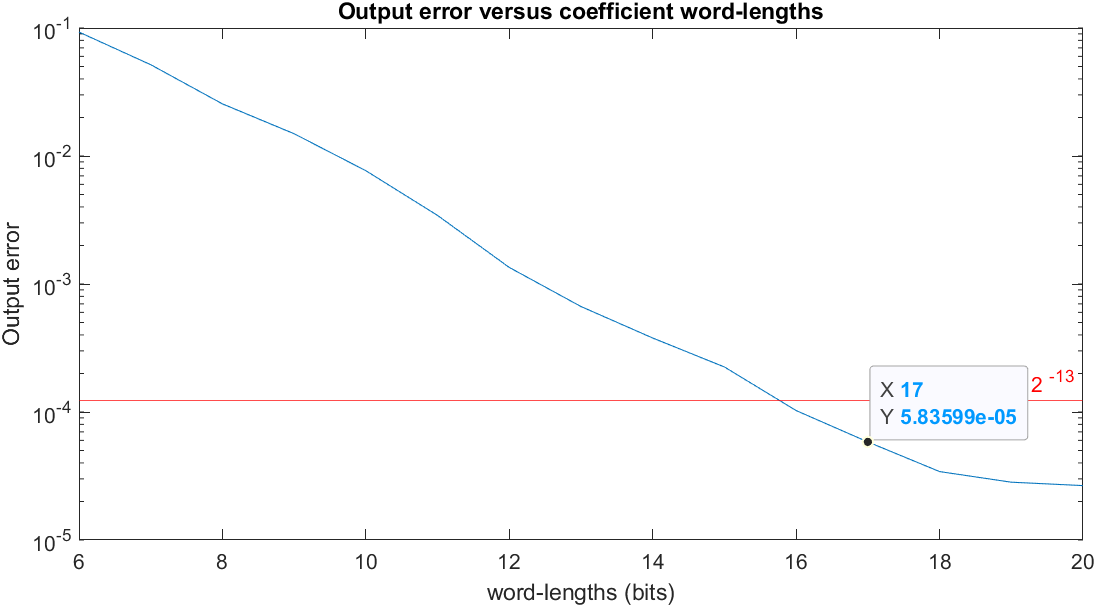 Output error versus coefficient word-lengths
10^-1
10^-2
10^-3
10^-4
10^-5
Output error
X 17
Y 5.83599e-05
2^-13
6 8 10 12 14 16 18 20
word-lengths (bits)